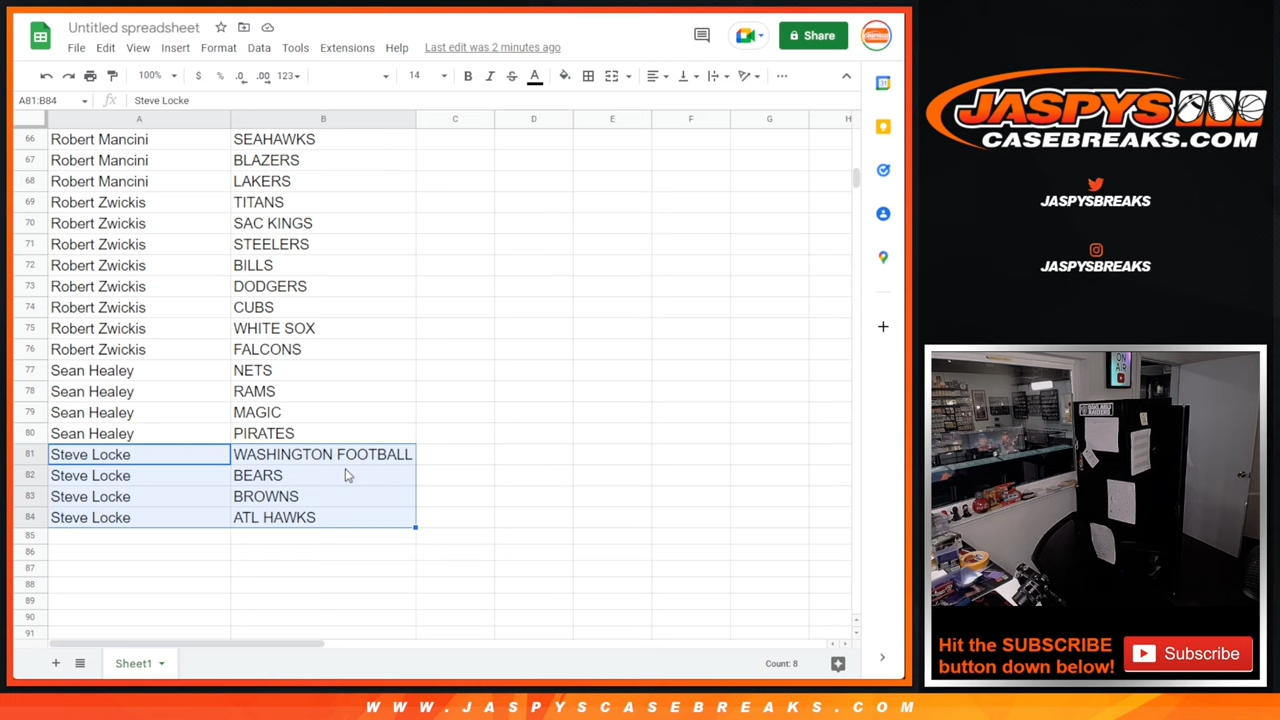 Untitled spreadsheet
File Edit View Insert Format Data Tools Extensions Help Last edit was 2 minutes ago
Share
100% $ % .0 .00 123 14 B I S A
A81:B84 fx Steve Locke
A B C D E F G H
66 Robert Mancini SEAHAWKS
67 Robert Mancini BLAZERS
68 Robert Mancini LAKERS
69 Robert Zwickis TITANS
70 Robert Zwickis SAC KINGS
71 Robert Zwickis STEELERS
72 Robert Zwickis BILLS
73 Robert Zwickis DODGERS
74 Robert Zwickis CUBS
75 Robert Zwickis WHITE SOX
76 Robert Zwickis FALCONS
77 Sean Healey NETS
78 Sean Healey RAMS
79 Sean Healey MAGIC
80 Sean Healey PIRATES
81 Steve Locke WASHINGTON FOOTBALL
82 Steve Locke BEARS
83 Steve Locke BROWNS
84 Steve Locke ATL HAWKS
85
86
87
88
89
90
91
Sheet1
Count: 8
JASPYS
CASEBREAKS.COM
JASPYSBREAKS
JASPYSBREAKS
ON AIR
Hit the SUBSCRIBE
button down below!
Subscribe
WWW.JASPYSCASEBREAKS.COM